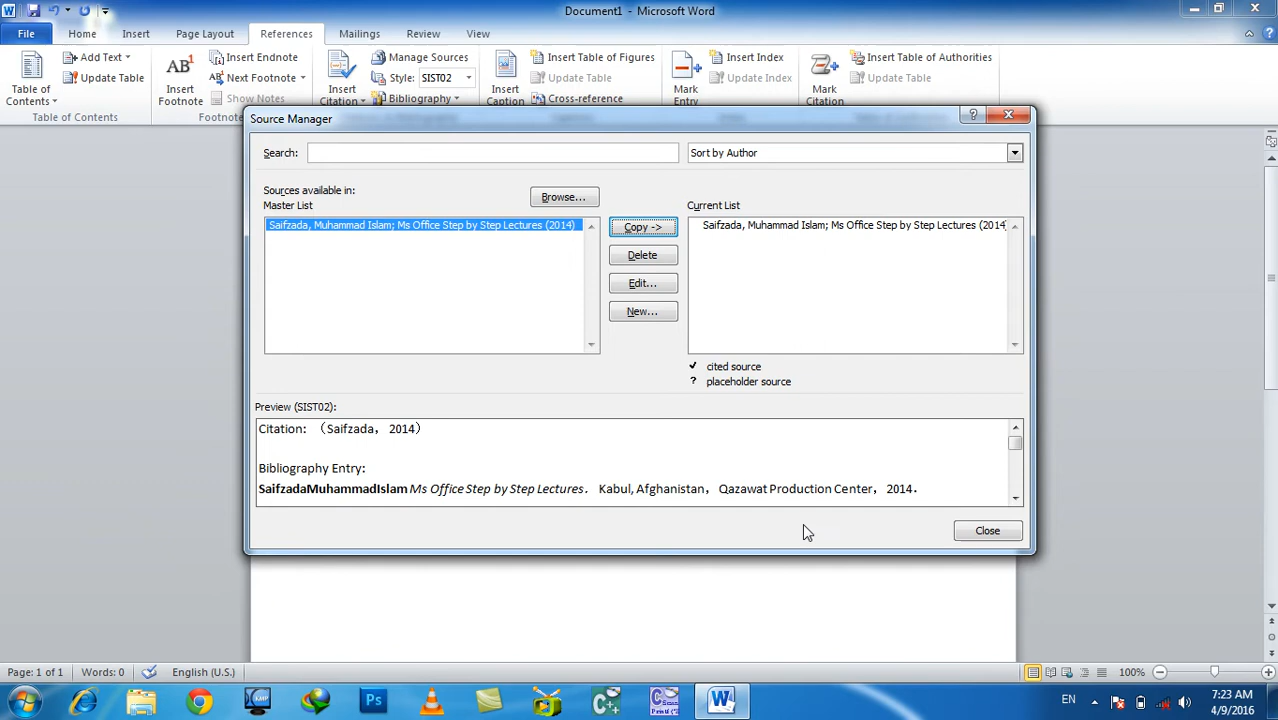 Document1 - Microsoft Word
File Home Insert Page Layout References Mailings Review View
Table of Contents
Add Text
Update Table
Table of Contents
AB¹
Insert Footnote
Insert Endnote
Next Footnote
Show Notes
Footno
Insert Citation
Manage Sources
Style: SIST02
Bibliography
Insert Caption
Insert Table of Figures
Update Table
Cross-reference
Mark Entry
Insert Index
Update Index
Mark Citation
Insert Table of Authorities
Update Table
Source Manager
Search:
Sort by Author
Sources available in:
Master List
Browse...
Current List
Saifzada, Muhammad Islam; Ms Office Step by Step Lectures (2014)
Copy ->
Delete
Edit...
New...
Saifzada, Muhammad Islam; Ms Office Step by Step Lectures (2014)
✓ cited source
? placeholder source
Preview (SIST02):
Citation: （Saifzada，2014）
Bibliography Entry:
SaifzadaMuhammadIslam Ms Office Step by Step Lectures． Kabul, Afghanistan， Qazawat Production Center， 2014．
Close
Page: 1 of 1 Words: 0 English (U.S.) 100%
EN
7:23 AM
4/9/2016